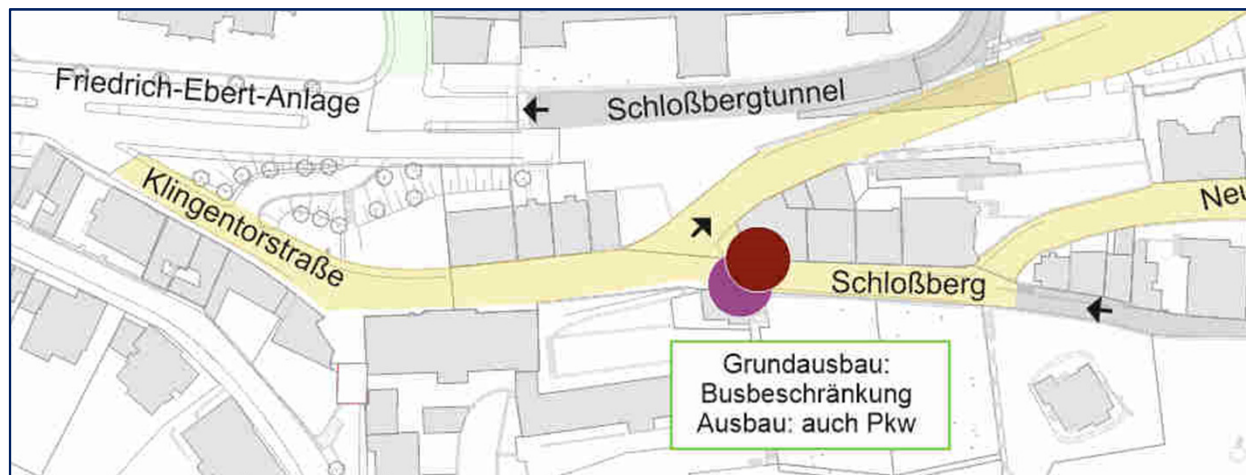 Friedrich-Ebert-Anlage
Schloßbergtunnel
Klingentorstraße
Neu
Schloßberg
Grundausbau:
Busbeschränkung
Ausbau: auch Pkw